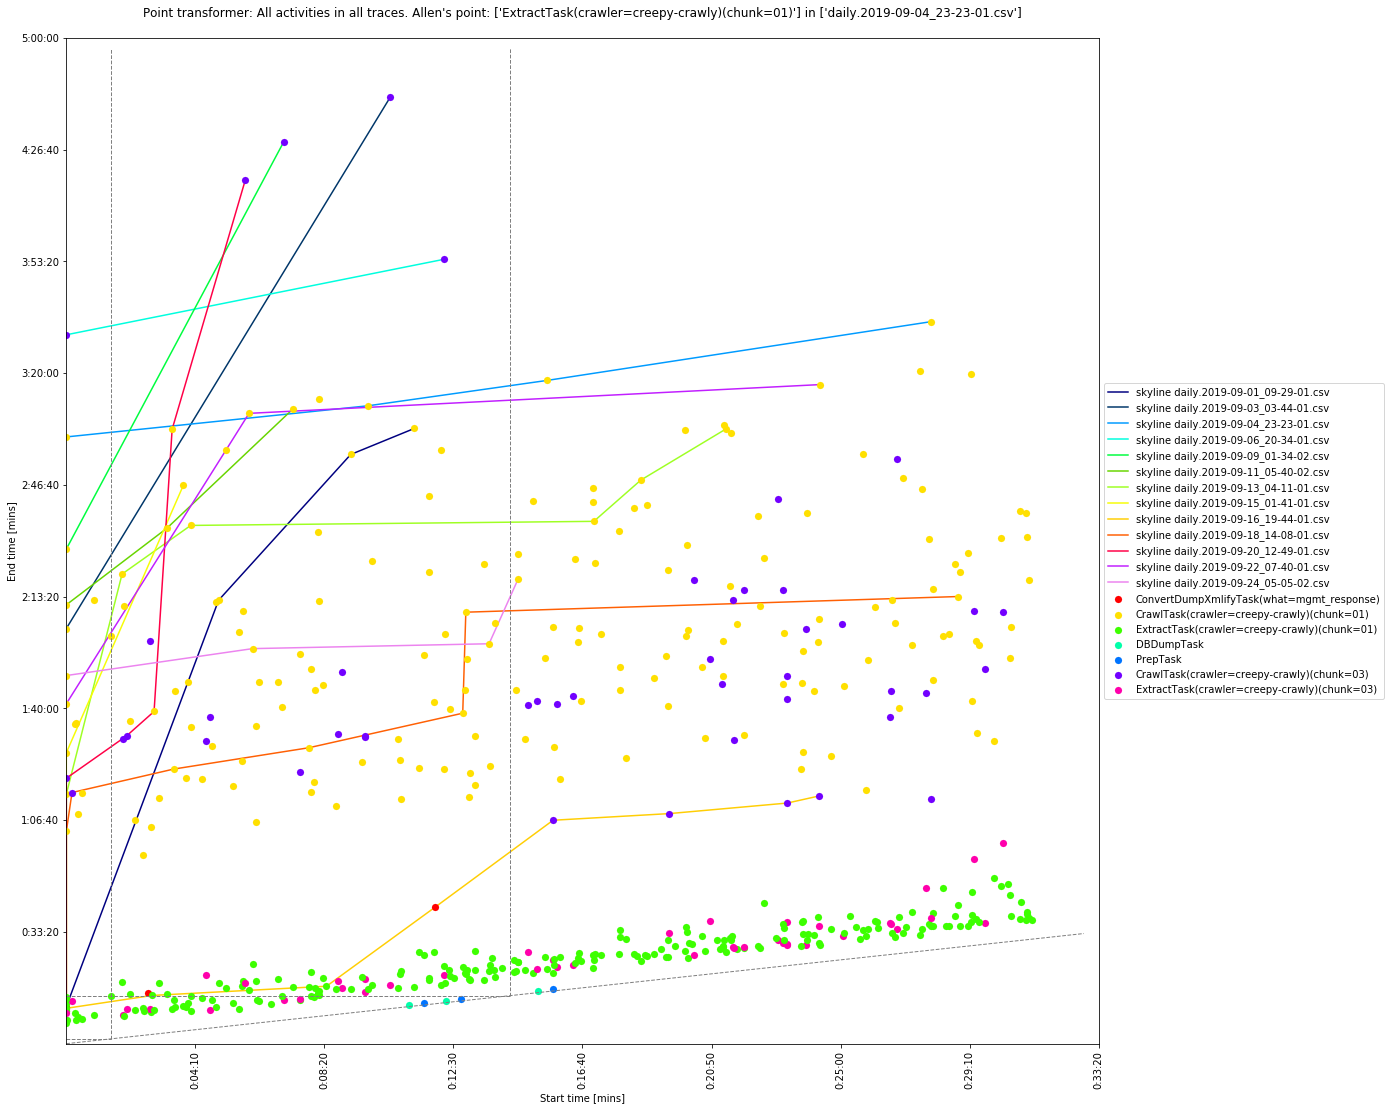 Point transformer: All activities in all traces. Allen's point: ['ExtractTask(crawler=creepy-crawly)(chunk=01)'] in ['daily.2019-09-04_23-23-01.csv']
5:00:00
4:26:40
3:53:20
3:20:00
2:46:40
2:13:20
1:40:00
1:06:40
0:33:20
End time [mins]
0:04:10
0:08:20
0:12:30
0:16:40
0:20:50
0:25:00
0:29:10
0:33:20
Start time [mins]
skyline daily.2019-09-01_09-29-01.csv
skyline daily.2019-09-03_03-44-01.csv
skyline daily.2019-09-04_23-23-01.csv
skyline daily.2019-09-06_20-34-01.csv
skyline daily.2019-09-09_01-34-02.csv
skyline daily.2019-09-11_05-40-02.csv
skyline daily.2019-09-13_04-11-01.csv
skyline daily.2019-09-15_01-41-01.csv
skyline daily.2019-09-16_19-44-01.csv
skyline daily.2019-09-18_14-08-01.csv
skyline daily.2019-09-20_12-49-01.csv
skyline daily.2019-09-22_07-40-01.csv
skyline daily.2019-09-24_05-05-02.csv
ConvertDumpXmlifyTask(what=mgmt_response)
CrawlTask(crawler=creepy-crawly)(chunk=01)
ExtractTask(crawler=creepy-crawly)(chunk=01)
DBDumpTask
PrepTask
CrawlTask(crawler=creepy-crawly)(chunk=03)
ExtractTask(crawler=creepy-crawly)(chunk=03)